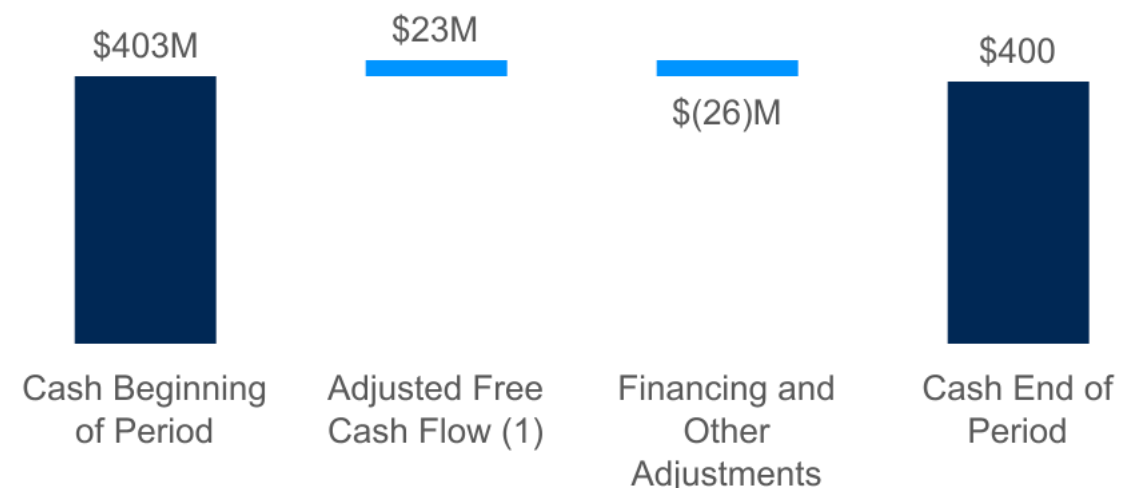 $403M
$23M
$(26)M
$400
Cash Beginning
of Period
Adjusted Free
Cash Flow (1)
Financing and
Other
Adjustments
Cash End of
Period